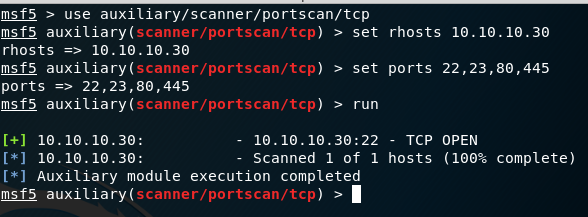 msf5 > use auxiliary/scanner/portscan/tcp
msf5 auxiliary(scanner/portscan/tcp) > set rhosts 10.10.10.30
rhosts => 10.10.10.30
msf5 auxiliary(scanner/portscan/tcp) > set ports 22,23,80,445
ports => 22,23,80,445
msf5 auxiliary(scanner/portscan/tcp) > run
[+] 10.10.10.30:          - 10.10.10.30:22 - TCP OPEN
[*] 10.10.10.30:          - Scanned 1 of 1 hosts (100% complete)
[*] Auxiliary module execution completed
msf5 auxiliary(scanner/portscan/tcp) >